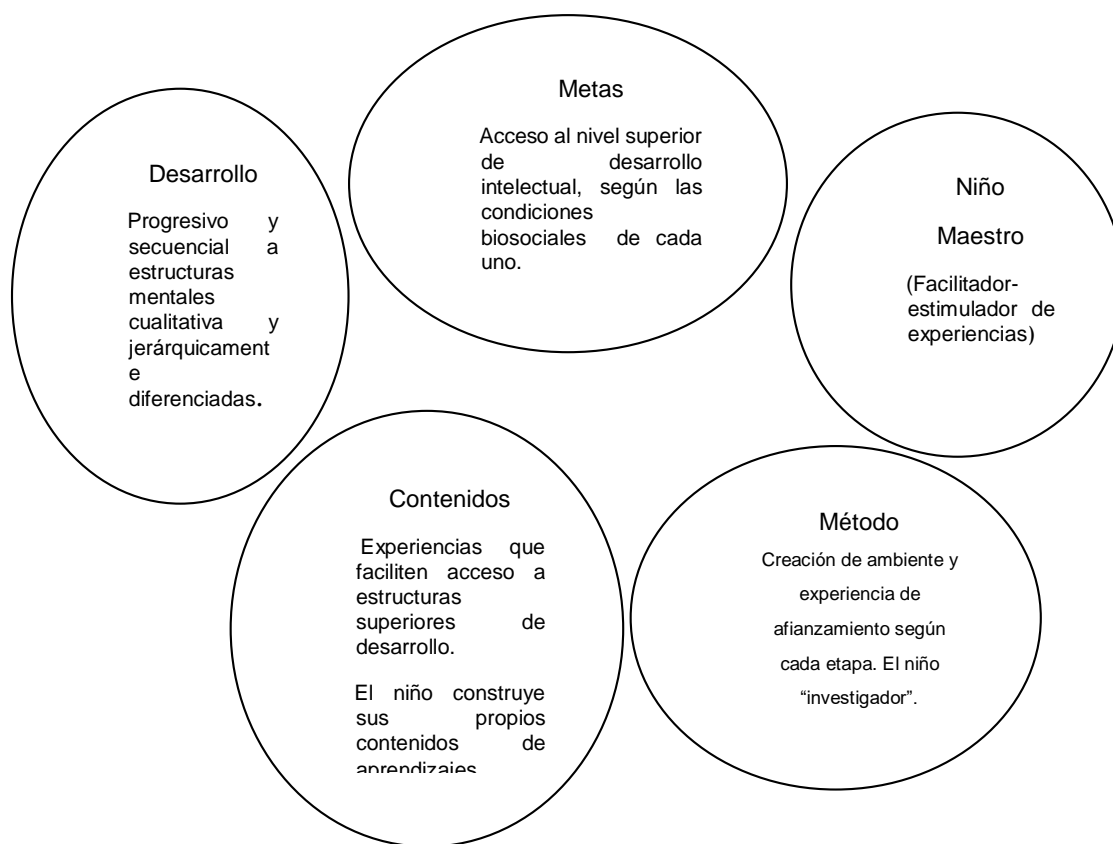 Metas
Acceso al nivel superior
de desarrollo
intelectual, según las
condiciones
biosociales de cada
uno.
Desarrollo
Progresivo y
secuencial a
estructuras
mentales
cualitativa y
jerárquicament
e
diferenciadas.
Niño
Maestro
(Facilitador-
estimulador de
experiencias)
Contenidos
Experiencias que
faciliten acceso a
estructuras
superiores de
desarrollo.
El niño construye
sus propios
contenidos de
aprendizajes
Método
Creación de ambiente y
experiencia de
afianzamiento según
cada etapa. El niño
“investigador”.